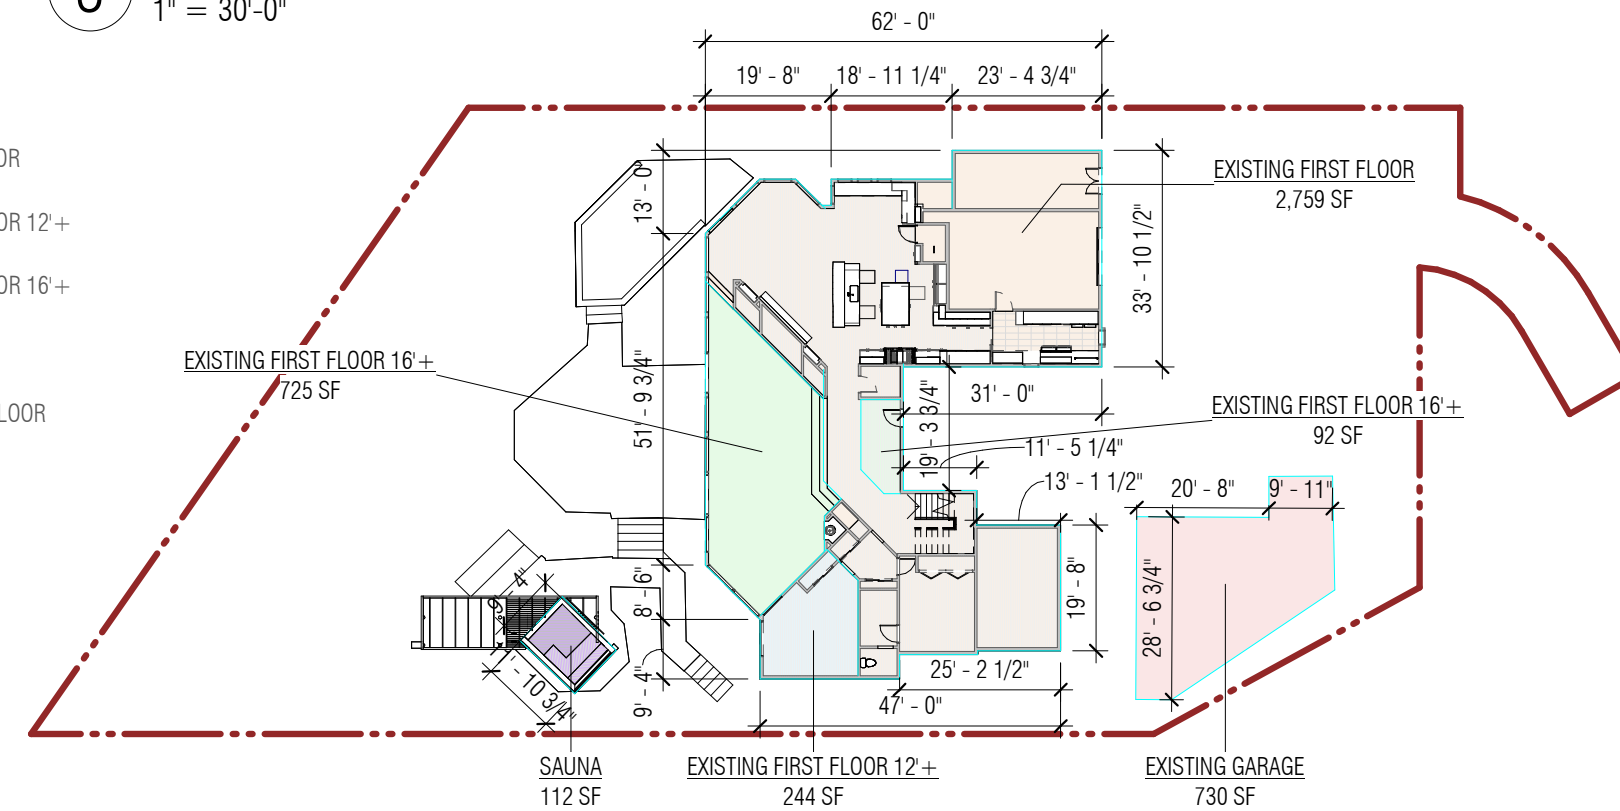 1" = 30'-0"
62' - 0"
19' - 8"
18' - 11 1/4"
23' - 4 3/4"
OR
OR 12'+
OR 16'+
LOOR
13' - 0"
EXISTING FIRST FLOOR
2,759 SF
33' - 10 1/2"
EXISTING FIRST FLOOR 16'+
725 SF
51' - 9 3/4"
19' - 3 3/4"
31' - 0"
EXISTING FIRST FLOOR 16'+
92 SF
11' - 5 1/4"
13' - 1 1/2"
20' - 8"
9' - 11"
28' - 6 3/4"
19' - 8"
8' - 6"
9' - 4"
25' - 2 1/2"
47' - 0"
9' - 4"
10 3/4"
SAUNA
112 SF
EXISTING FIRST FLOOR 12'+
244 SF
EXISTING GARAGE
730 SF